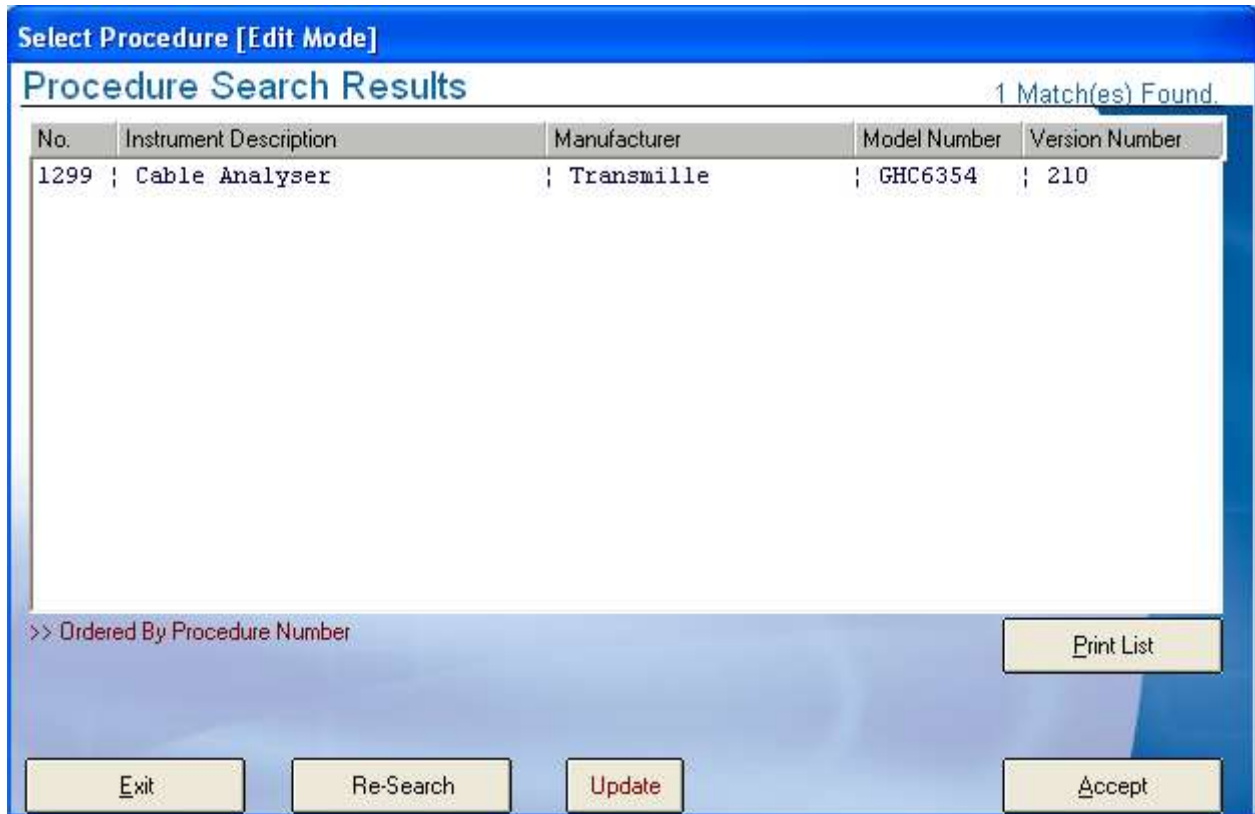 Select Procedure [Edit Mode]
Procedure Search Results
1 Match(es) Found.
No. Instrument Description Manufacturer Model Number Version Number
1299 ¦ Cable Analyser ¦ Transmille ¦ GHC6354 ¦ 210
>> Ordered By Procedure Number
Print List
Exit Re-Search Update Accept